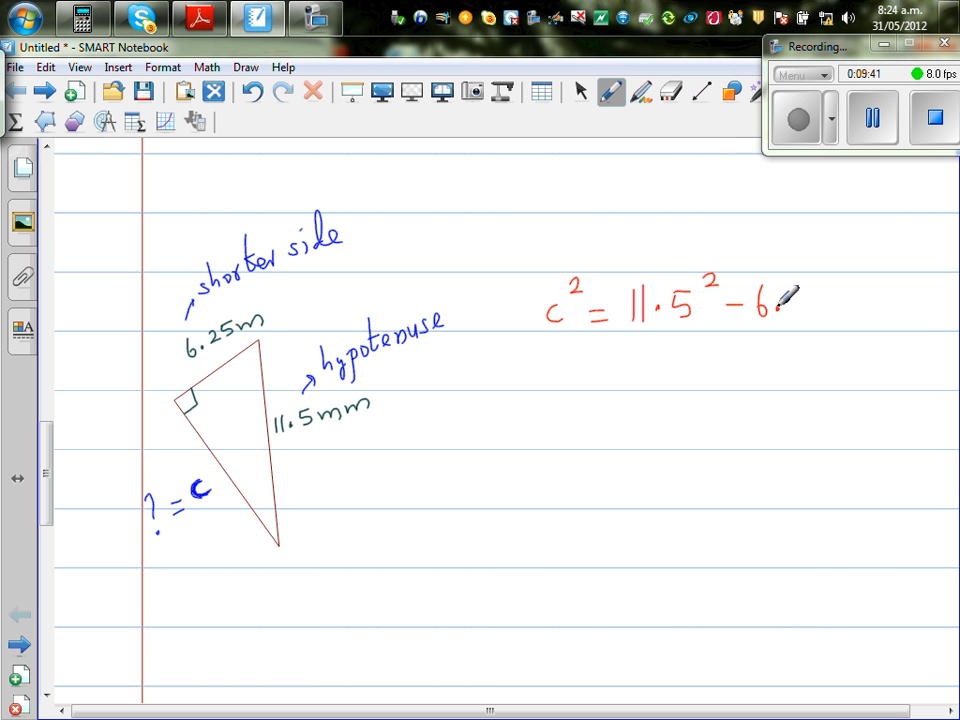 8:24 a.m.
31/05/2012
Untitled * - SMART Notebook
Recording...
File Edit View Insert Format Math Draw Help
Menu 00:09:41 8.0 fps
shorter side
c² = 11.5² - 6.
6.25m
hypotenuse
11.5mm
? = c